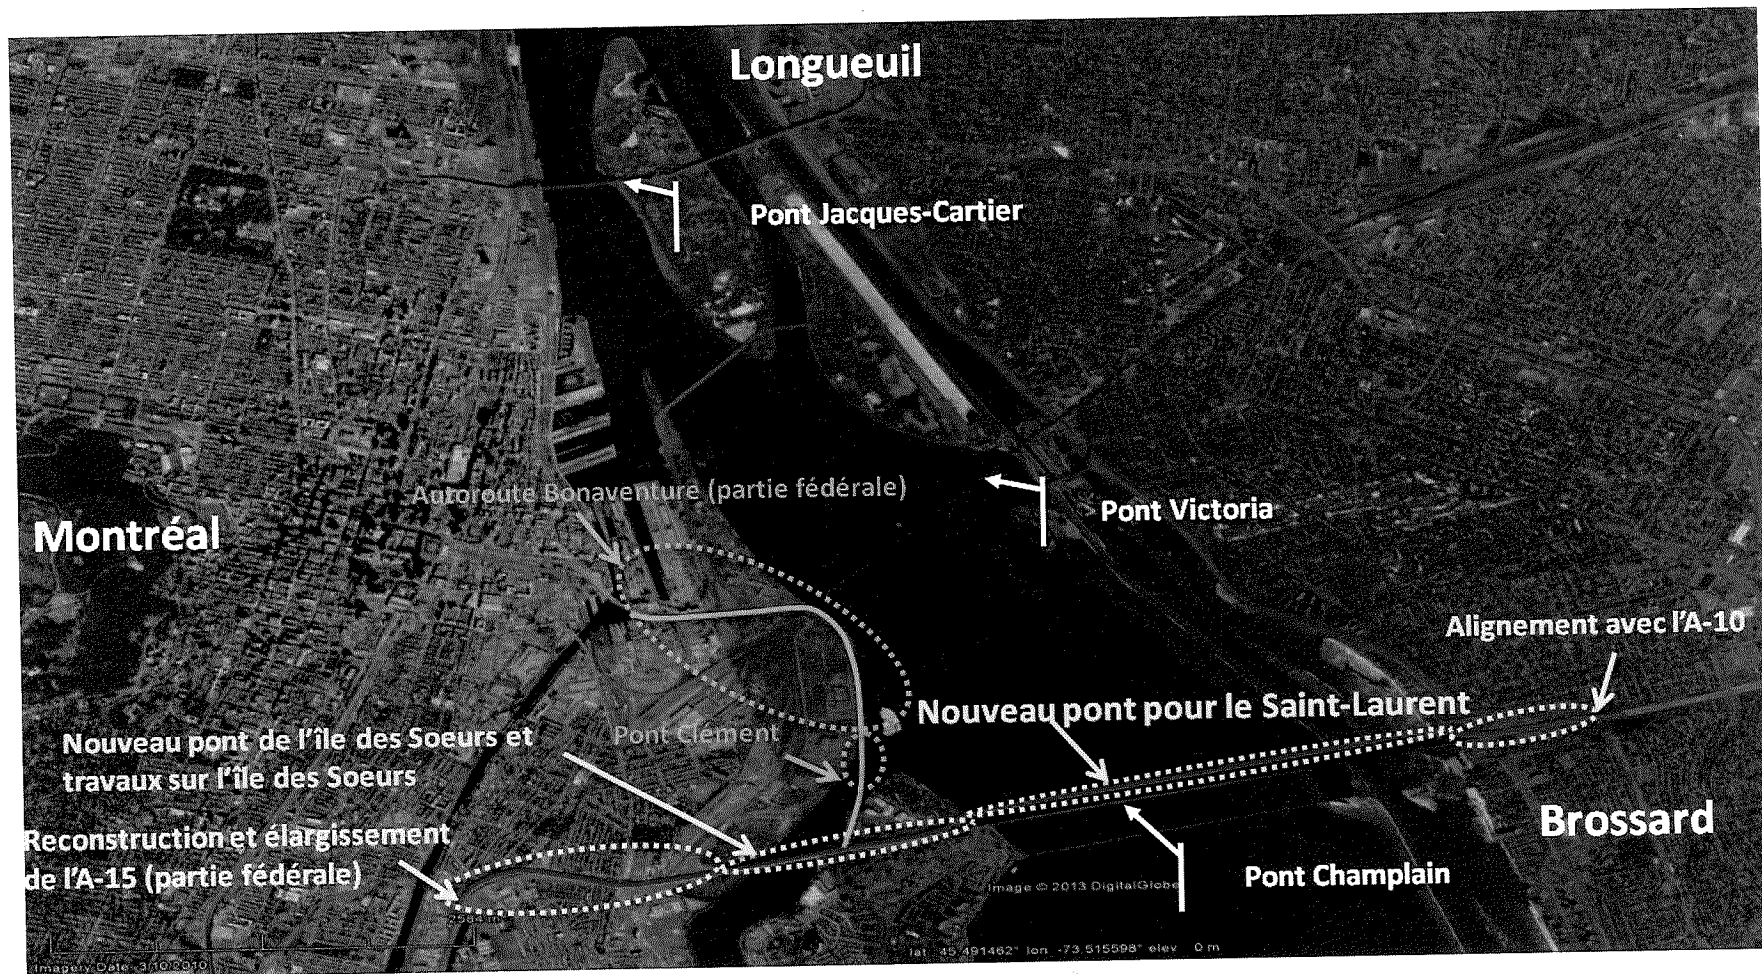 Longueuil
Pont Jacques-Cartier
Autoroute Bonaventure (partie fédérale)
Montréal
Pont Victoria
Alignement avec l'A-10
Nouveau pont pour le Saint-Laurent
Nouveau pont de l'île des Soeurs et
travaux sur l'île des Soeurs
Pont Clément
Reconstruction et élargissement
de l'A-15 (partie fédérale)
Brossard
Pont Champlain
Image © 2013 DigitalGlobe
lat 45.491462° lon -73.515598° elev 0 m
Imagery Date: 3/10/2010